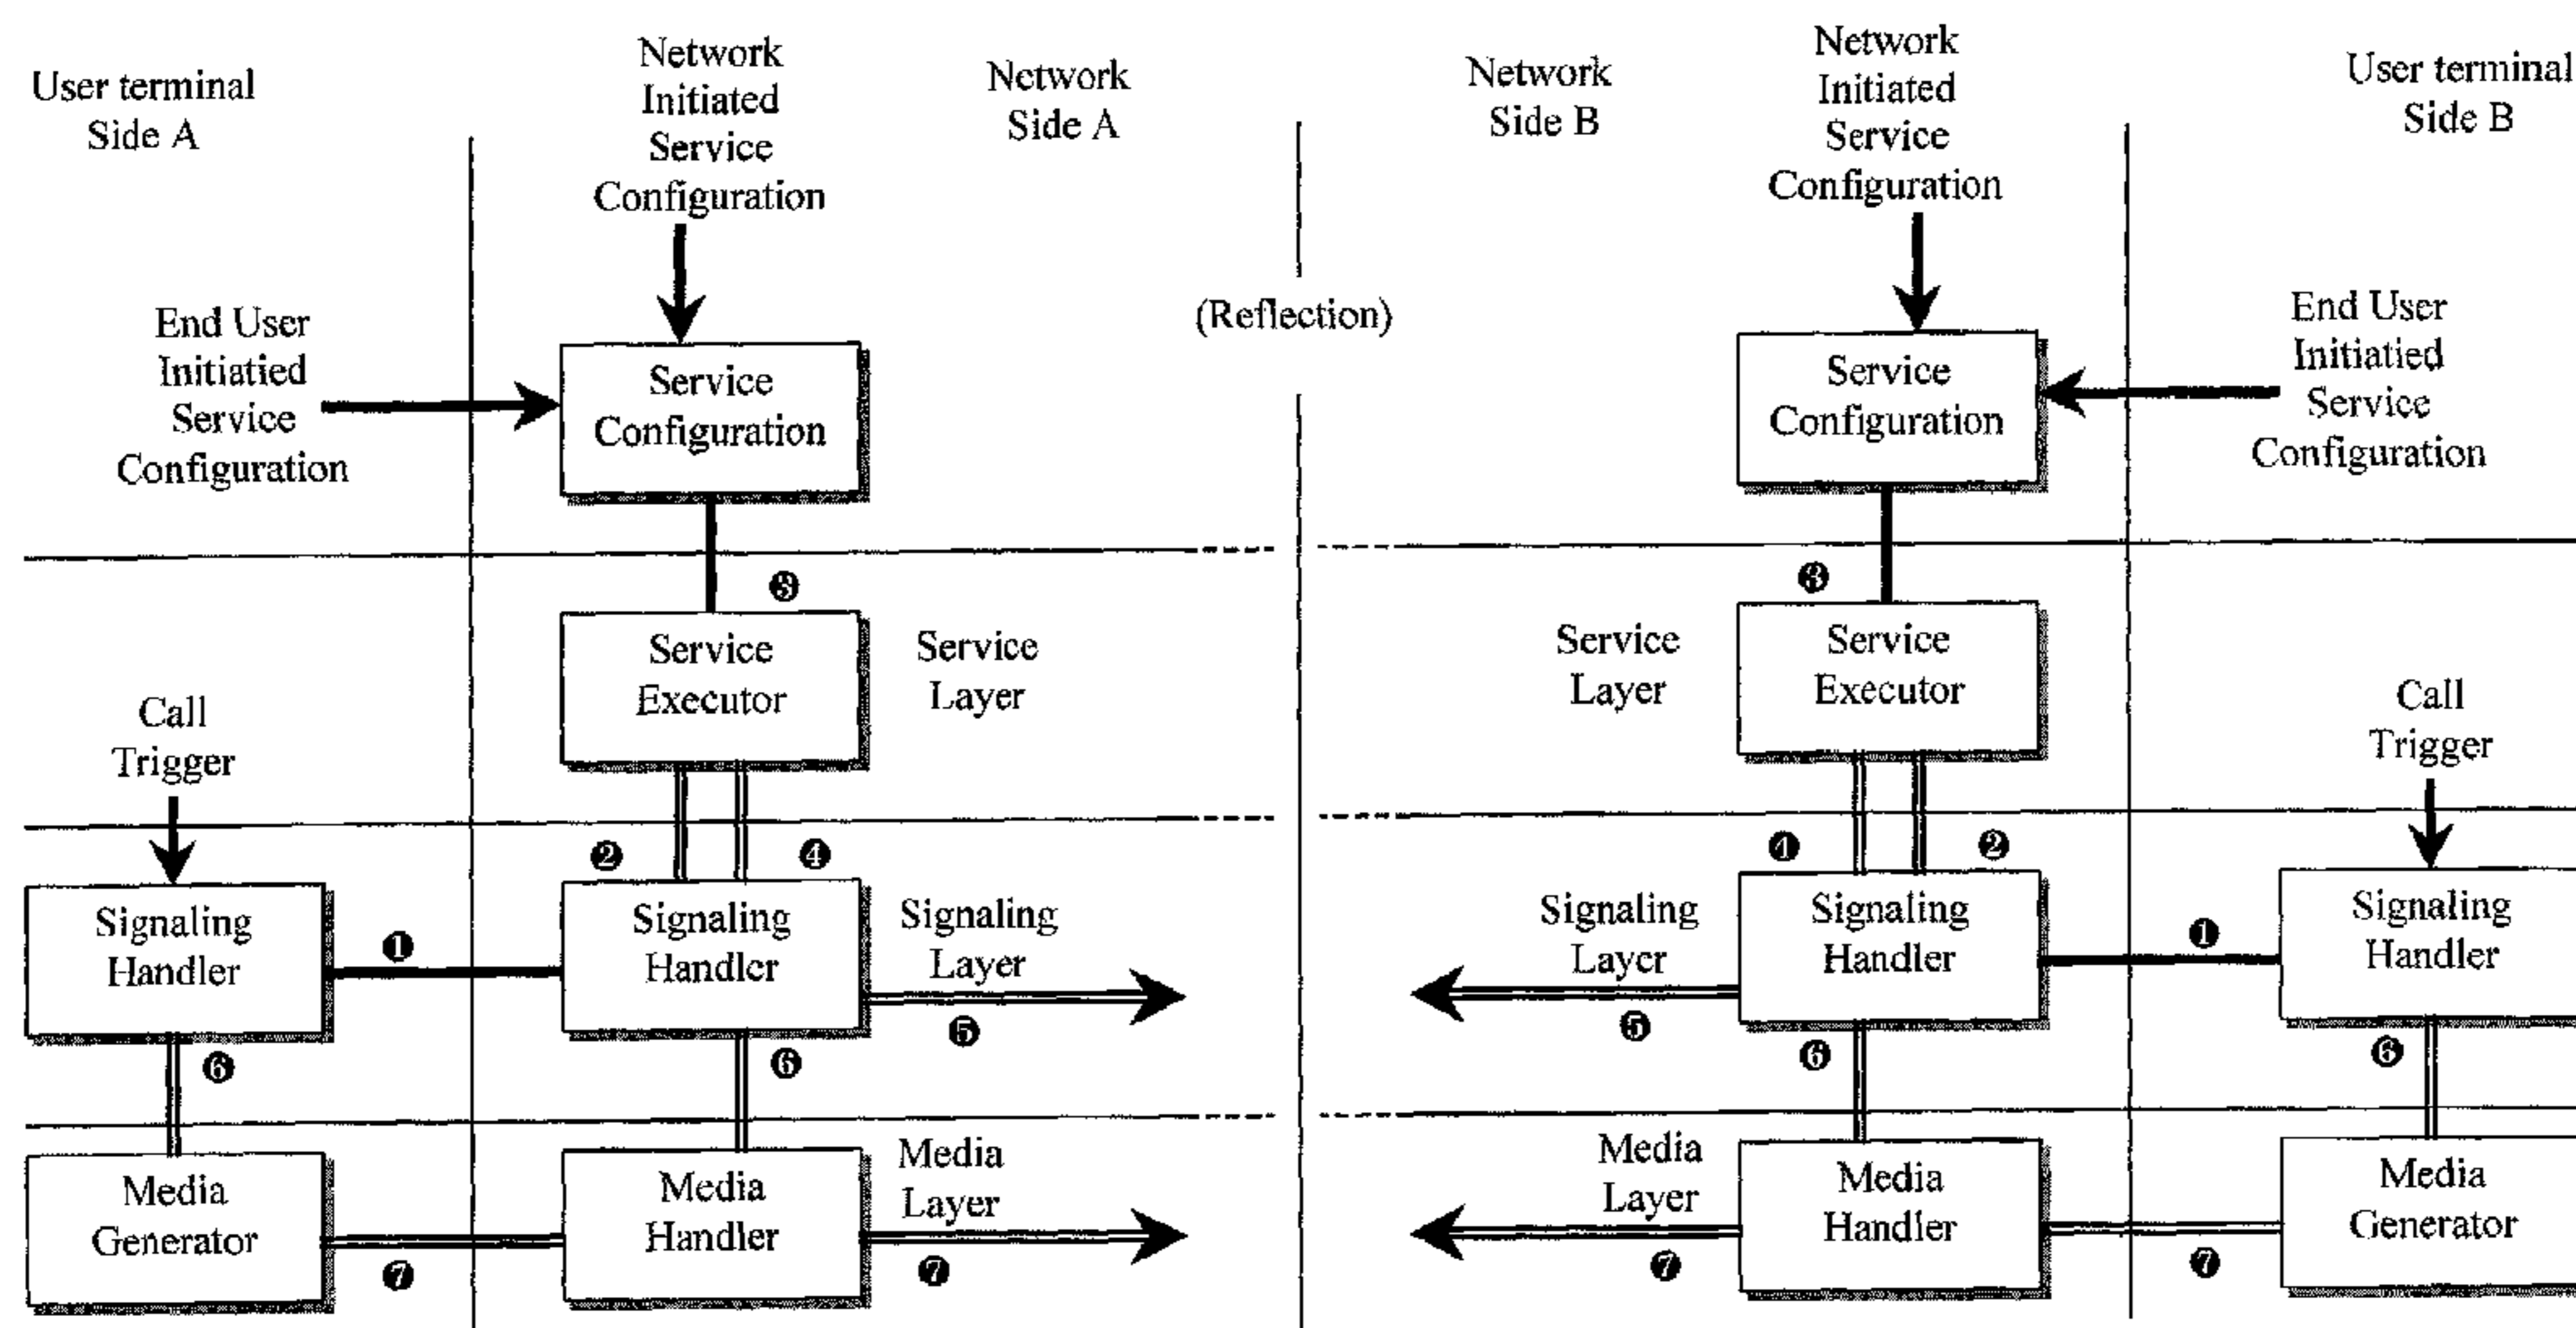 User terminal
Side A
Network
Initiated
Service
Configuration
Network
Side A
Network
Side B
Network
Initiated
Service
Configuration
User terminal
Side B
End User
Initiatied
Service
Configuration
Service
Configuration
(Reflection)
Service
Configuration
End User
Initiatied
Service
Configuration
❸
❸
Service
Executor
Service
Layer
Service
Layer
Service
Executor
Call
Trigger
Call
Trigger
❷
❹
❹
❷
Signaling
Handler
❶
Signaling
Handler
Signaling
Layer
❺
Signaling
Layer
❺
Signaling
Handler
❶
Signaling
Handler
❻
❻
❻
❻
Media
Generator
❼
Media
Handler
Media
Layer
❼
Media
Layer
❼
Media
Handler
❼
Media
Generator